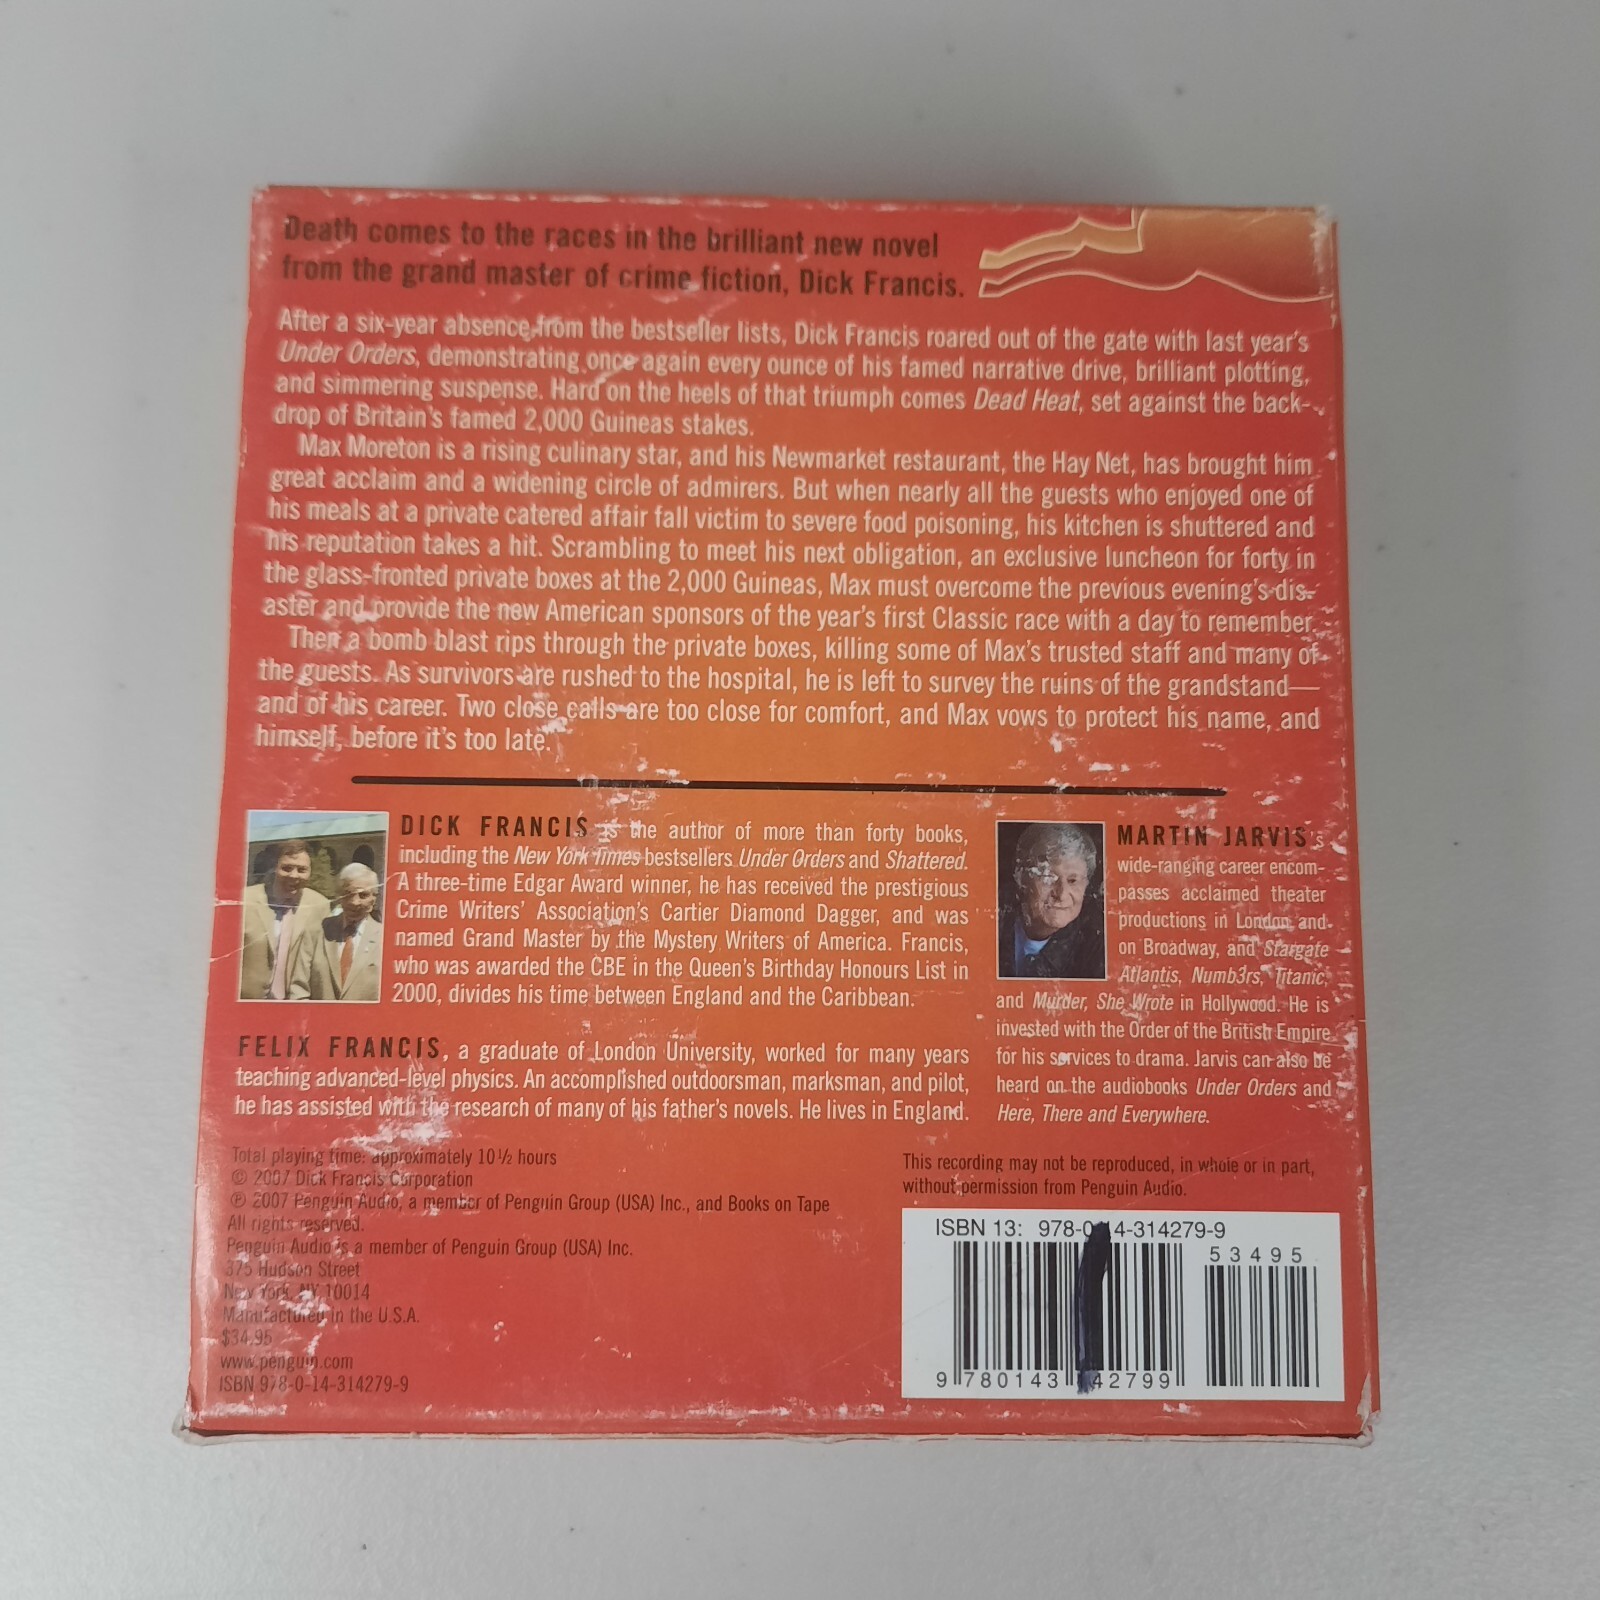 Death comes to the races in the brilliant new novel
from the grand master of crime fiction, Dick Francis.
After a six-year absence from the bestseller lists, Dick Francis roared out of the gate with last year's
Under Orders, demonstrating once again every ounce of his famed narrative drive, brilliant plotting,
and simmering suspense. Hard on the heels of that triumph comes Dead Heat, set against the back-
drop of Britain's famed 2,000 Guineas stakes.
Max Moreton is a rising culinary star, and his Newmarket restaurant, the Hay Net, has brought him
great acclaim and a widening circle of admirers. But when nearly all the guests who enjoyed one of
his meals at a private catered affair fall victim to severe food poisoning, his kitchen is shuttered and
his reputation takes a hit. Scrambling to meet his next obligation, an exclusive luncheon for forty in
the glass-fronted private boxes at the 2,000 Guineas, Max must overcome the previous evening's dis-
aster and provide the new American sponsors of the year's first Classic race with a day to remember.
Then a bomb blast rips through the private boxes, killing some of Max's trusted staff and many of
the guests. As survivors are rushed to the hospital, he is left to survey the ruins of the grandstand—
and of his career. Two close calls are too close for comfort, and Max vows to protect his name, and
himself, before it's too late.
DICK FRANCIS is the author of more than forty books,
including the New York Times bestsellers Under Orders and Shattered.
A three-time Edgar Award winner, he has received the prestigious
Crime Writers' Association's Cartier Diamond Dagger, and was
named Grand Master by the Mystery Writers of America. Francis,
who was awarded the CBE in the Queen's Birthday Honours List in
2000, divides his time between England and the Caribbean.
FELIX FRANCIS, a graduate of London University, worked for many years
teaching advanced-level physics. An accomplished outdoorsman, marksman, and pilot,
he has assisted with the research of many of his father's novels. He lives in England.
MARTIN JARVIS's
wide-ranging career encom-
passes acclaimed theater
productions in London and
on Broadway, and Stargate
Atlantis, Numb3rs, Titanic,
and Murder, She Wrote in Hollywood. He is
invested with the Order of the British Empire
for his services to drama. Jarvis can also be
heard on the audiobooks Under Orders and
Here, There and Everywhere.
Total playing time: approximately 10 ½ hours
© 2007 Dick Francis Corporation
℗ 2007 Penguin Audio, a member of Penguin Group (USA) Inc., and Books on Tape
All rights reserved.
Penguin Audio is a member of Penguin Group (USA) Inc.
375 Hudson Street
New York, NY 10014
Manufactured in the U.S.A.
$34.95
www.penguin.com
ISBN 978-0-14-314279-9
This recording may not be reproduced, in whole or in part,
without permission from Penguin Audio.
ISBN 13: 978-0-14-314279-9
53495
9 780143 142799